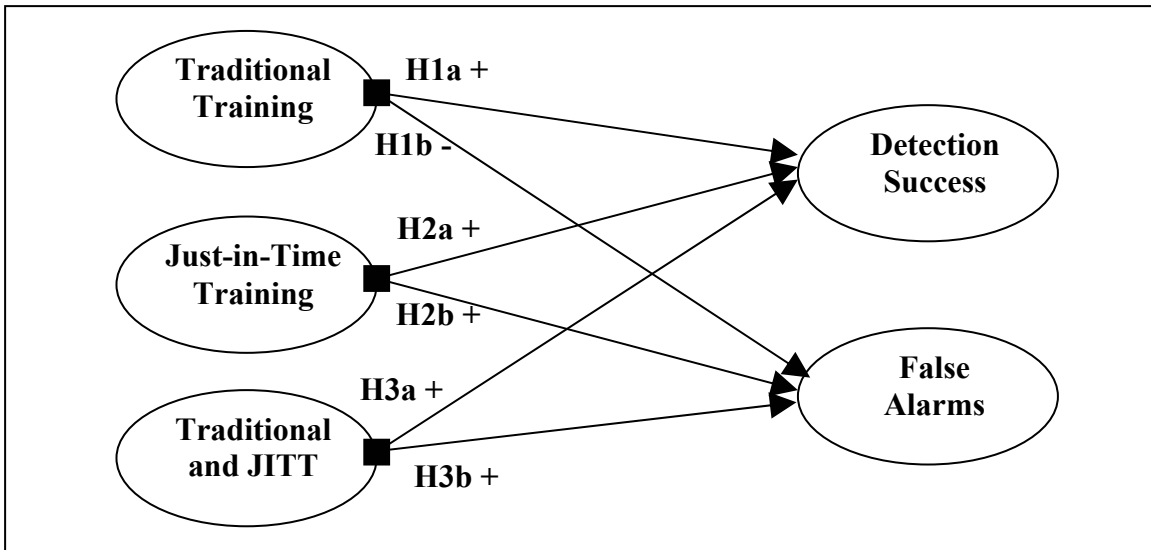 Traditional
Training
H1a +
H1b -
Detection
Success
Just-in-Time
Training
H2a +
H2b +
False
Alarms
Traditional
and JITT
H3a +
H3b +